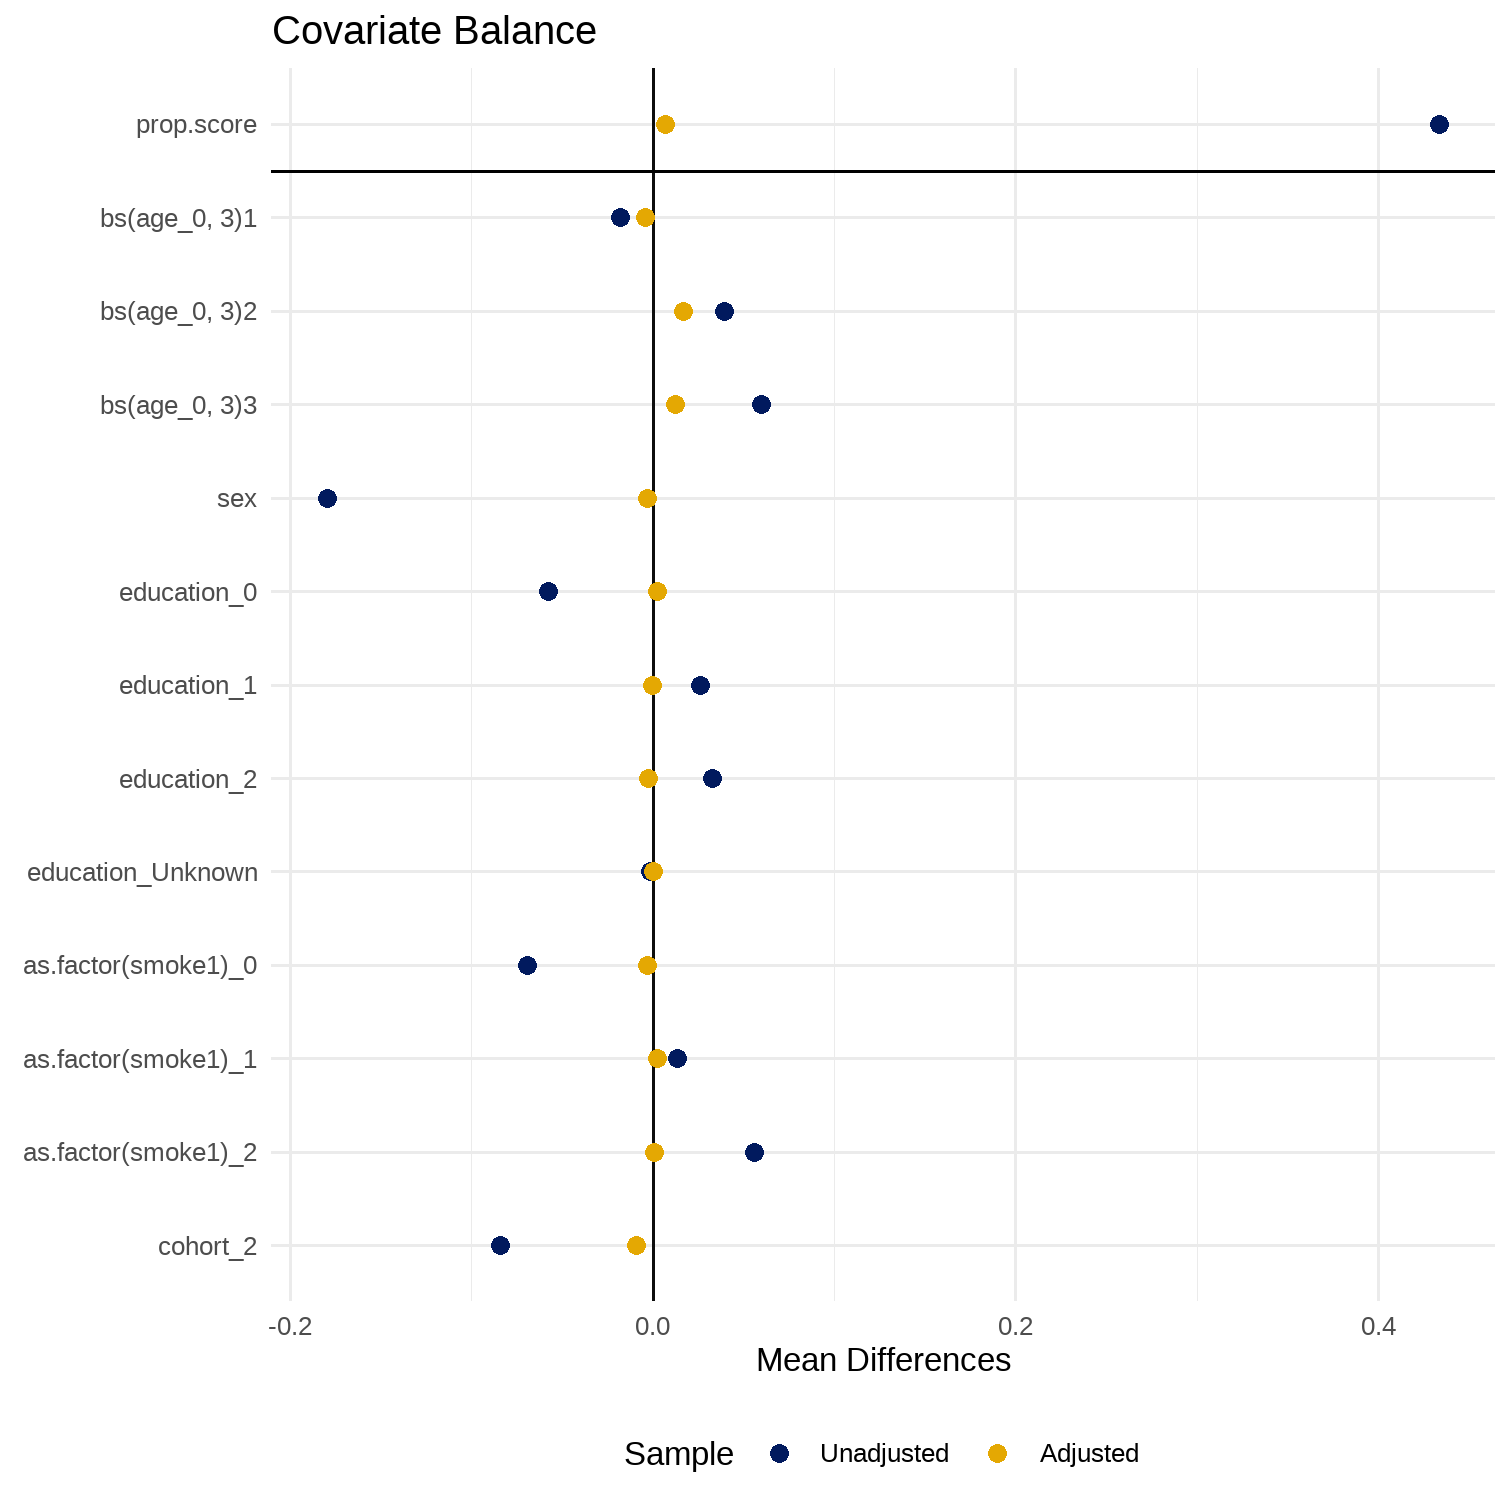 Covariate Balance
prop.score
bs(age_0, 3)1
bs(age_0, 3)2
bs(age_0, 3)3
sex
education_0
education_1
education_2
education_Unknown
as.factor(smoke1)_0
as.factor(smoke1)_1
as.factor(smoke1)_2
cohort_2
-0.2 0.0 0.2 0.4
Mean Differences
Sample Unadjusted Adjusted